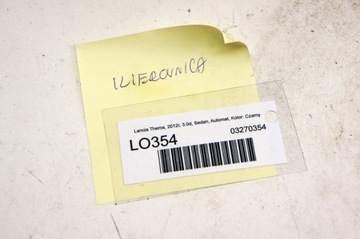 KIEROWNICA
Lancia Thema, 2012r, 3.0d, Sedan, Automat, Kolor: Czarny
LO354
03270354